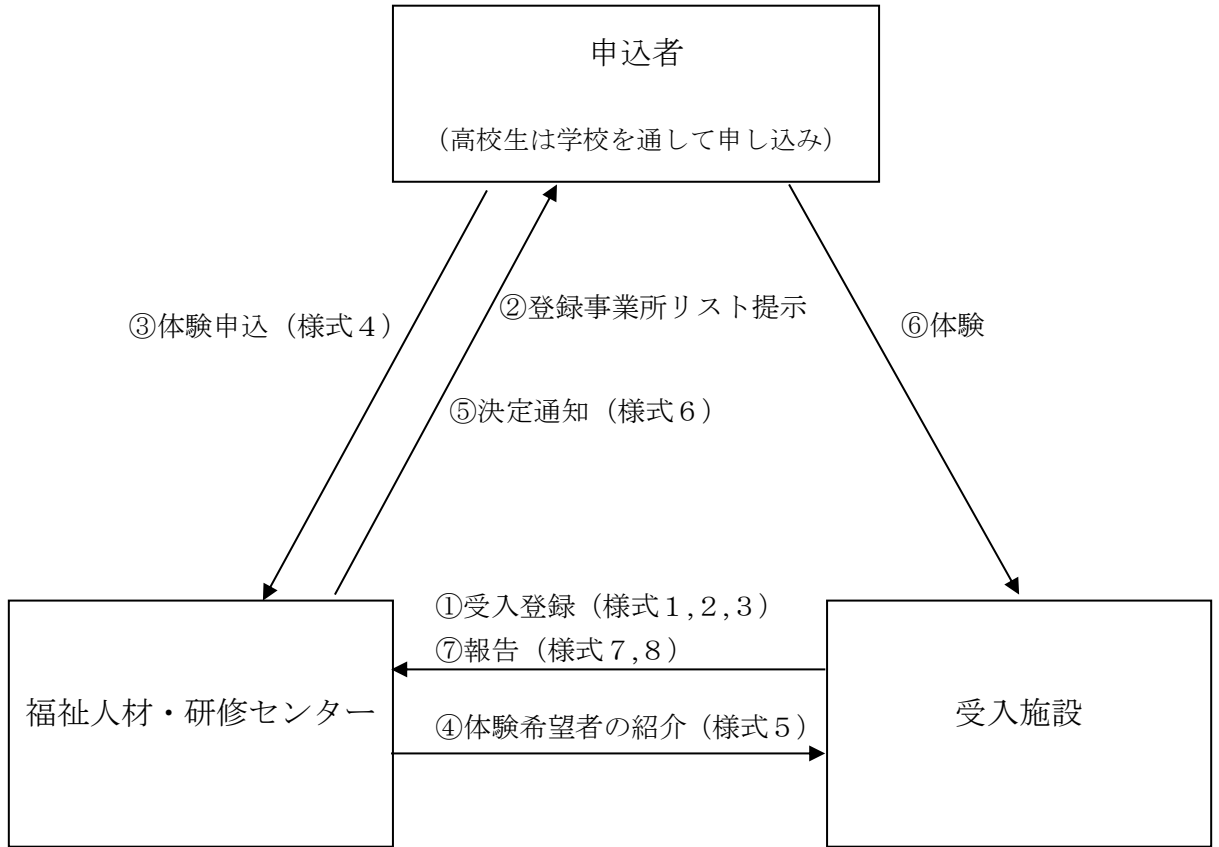 申込者
（高校生は学校を通して申し込み）
②登録事業所リスト提示
③体験申込（様式４）
⑥体験
⑤決定通知（様式６）
①受入登録（様式１,２,３）
⑦報告（様式７,８）
福祉人材・研修センター
④体験希望者の紹介（様式５）
受入施設